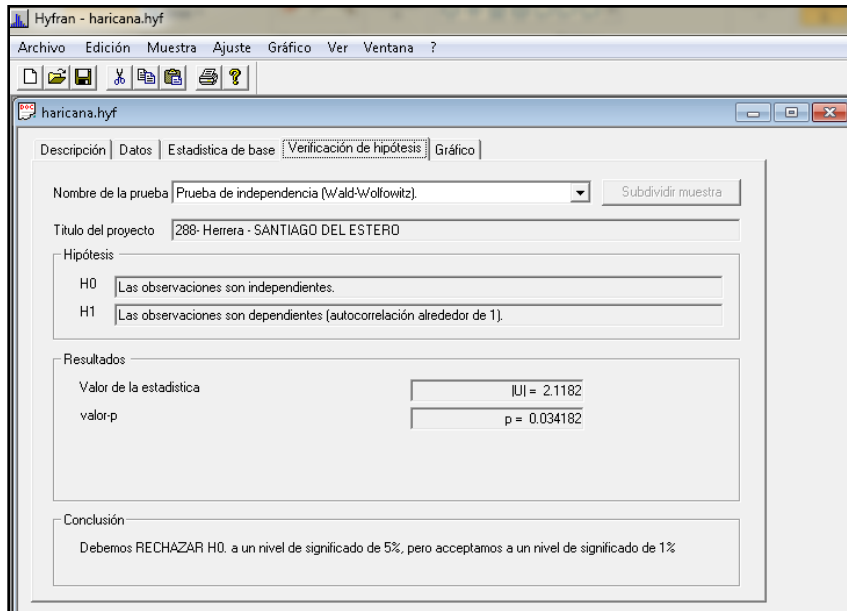 Hyfran - haricana.hyf
Archivo Edición Muestra Ajuste Gráfico Ver Ventana ?
haricana.hyf
Descripción Datos Estadistica de base Verificación de hipótesis Gráfico
Nombre de la prueba Prueba de independencia (Wald-Wolfowitz). Subdividir muestra
Título del proyecto 288- Herrera - SANTIAGO DEL ESTERO
Hipótesis
H0 Las observaciones son independientes.
H1 Las observaciones son dependientes (autocorrelación alrededor de 1).
Resultados
Valor de la estadistica |U| = 2.1182
valor-p p = 0.034182
Conclusión
Debemos RECHAZAR H0. a un nivel de significado de 5%, pero acceptamos a un nivel de significado de 1%